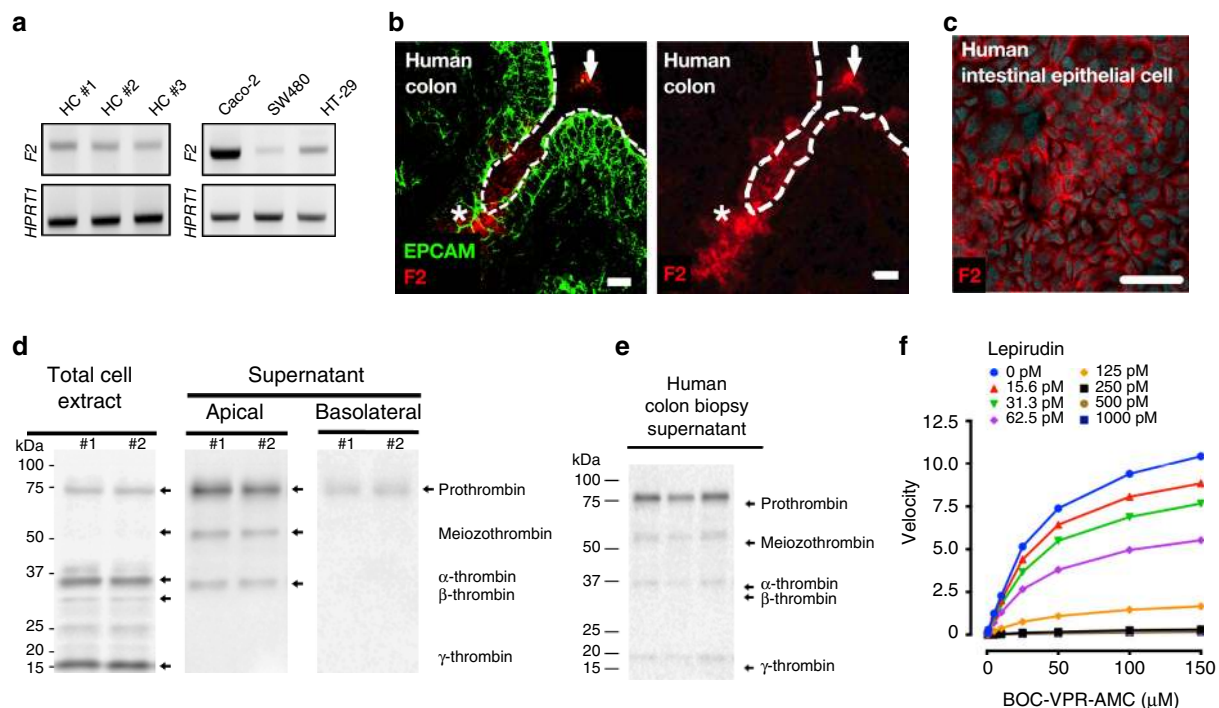 a
HC #1 HC #2 HC #3 Caco-2 SW480 HT-29
F2 F2
HPRT1 HPRT1
b
Human
colon
*
EPCAM
F2
Human
colon
*
c
Human
intestinal epithelial cell
F2
d
Total cell
extract
Supernatant
Apical Basolateral
kDa #1 #2 #1 #2 #1 #2
100
75
50
37
25
20
15
Prothrombin
Meiozothrombin
α-thrombin
β-thrombin
γ-thrombin
e
Human
colon biopsy
supernatant
kDa
100
75
50
37
25
20
15
Prothrombin
Meiozothrombin
α-thrombin
β-thrombin
γ-thrombin
f
Lepirudin
0 pM 125 pM
15.6 pM 250 pM
31.3 pM 500 pM
62.5 pM 1000 pM
Velocity
12.5
10.0
7.5
5.0
2.5
0
0 50 100 150
BOC-VPR-AMC (μM)